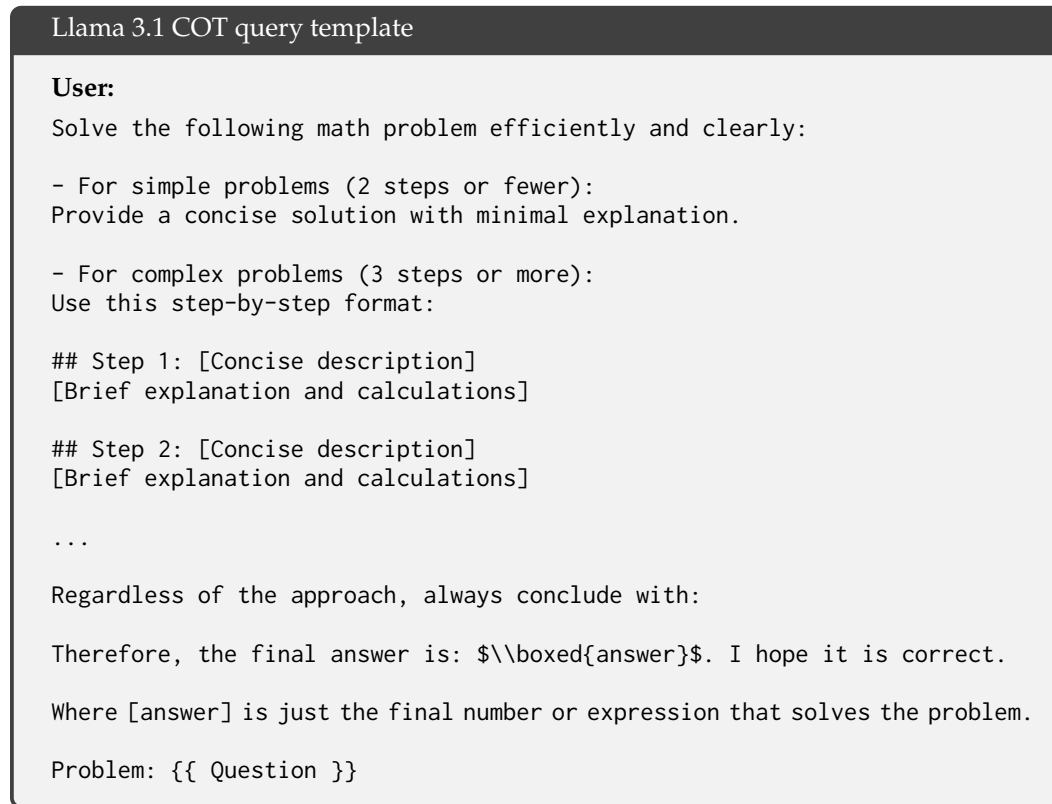 Llama 3.1 COT query template
User:
Solve the following math problem efficiently and clearly:
- For simple problems (2 steps or fewer):
Provide a concise solution with minimal explanation.
- For complex problems (3 steps or more):
Use this step-by-step format:
## Step 1: [Concise description]
[Brief explanation and calculations]
## Step 2: [Concise description]
[Brief explanation and calculations]
...
Regardless of the approach, always conclude with:
Therefore, the final answer is: $\\boxed{answer}$. I hope it is correct.
Where [answer] is just the final number or expression that solves the problem.
Problem: {{ Question }}